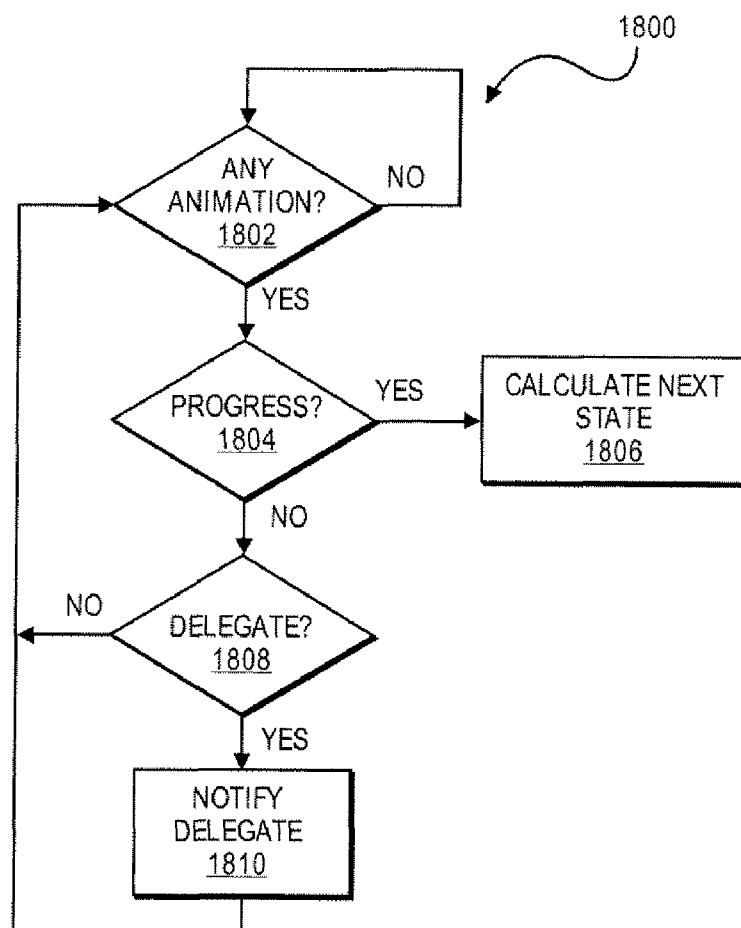 1800
ANY
ANIMATION?
1802
NO
YES
PROGRESS?
1804
YES
CALCULATE NEXT
STATE
1806
NO
DELEGATE?
1808
NO
YES
NOTIFY
DELEGATE
1810